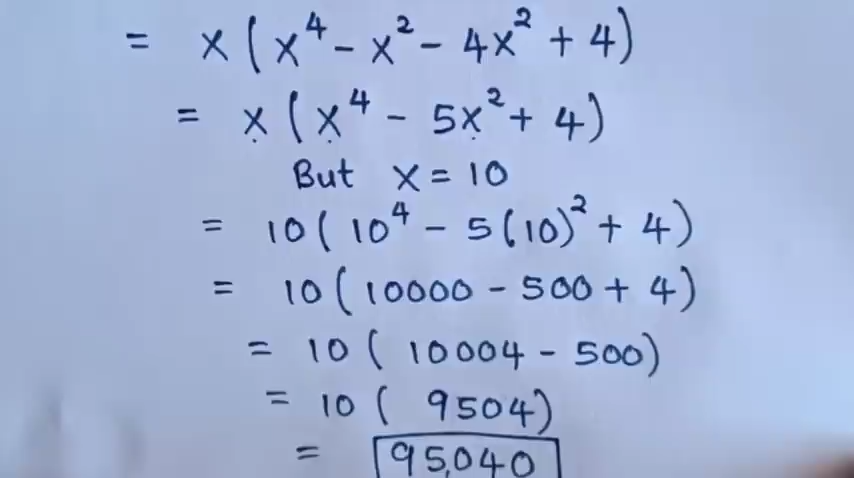 = x(x⁴ - x² - 4x² + 4)
= x(x⁴ - 5x² + 4)
But x = 10
= 10(10⁴ - 5(10)² + 4)
= 10(10000 - 500 + 4)
= 10(10004 - 500)
= 10(9504)
= 95,040